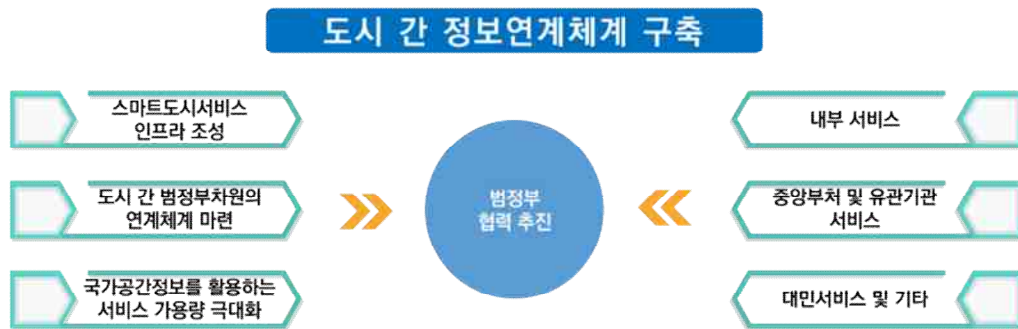 도시 간 정보연계체계 구축
스마트도시서비스
인프라 조성
도시 간 범정부차원의
연계체계 마련
국가공간정보를 활용하는
서비스 가용량 극대화
범정부
협력 추진
내부 서비스
중앙부처 및 유관기관
서비스
대민서비스 및 기타